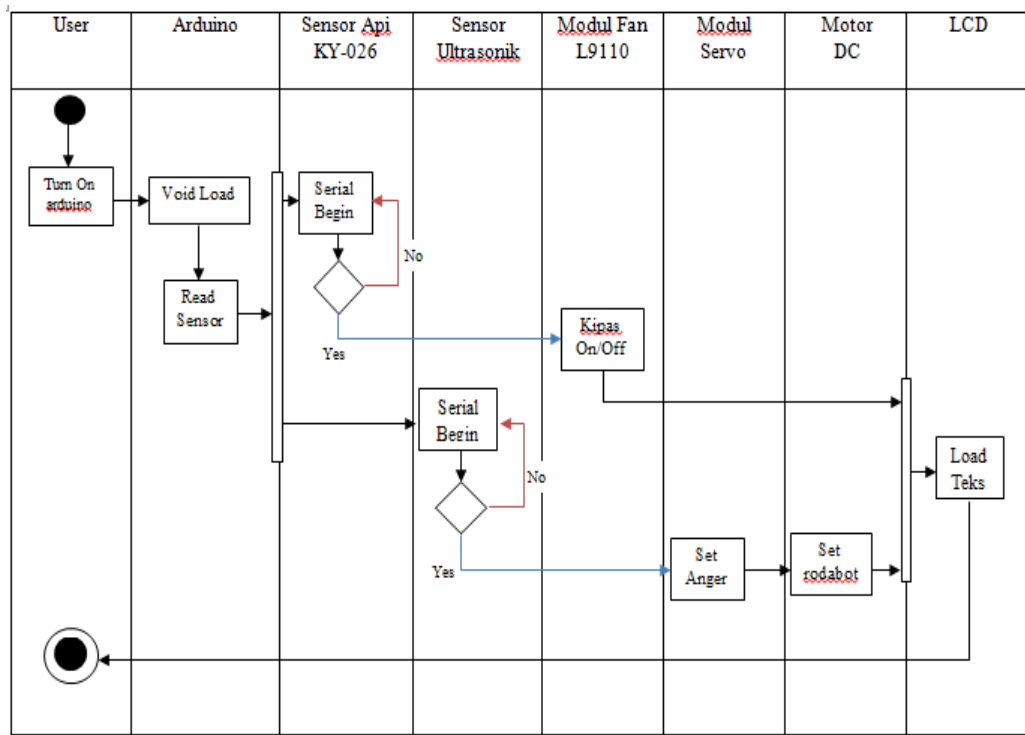 User
Arduino
Sensor Api
KY-026
Sensor
Ultrasonik
Modul Fan
L9110
Modul
Servo
Motor
DC
LCD
Turn On
arduino
Void Load
Read
Sensor
Serial
Begin
No
Yes
Kipas
On/Off
Serial
Begin
No
Yes
Set
Anger
Set
rodabot
Load
Teks